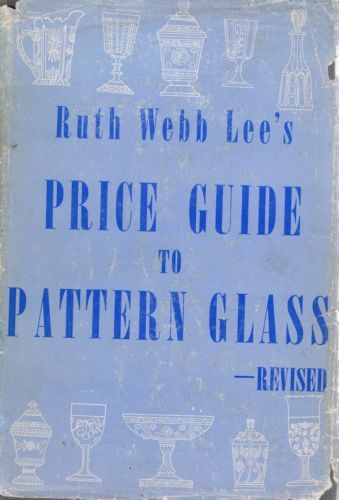 Ruth Webb Lee's
PRICE GUIDE
TO
PATTERN GLASS
—REVISED